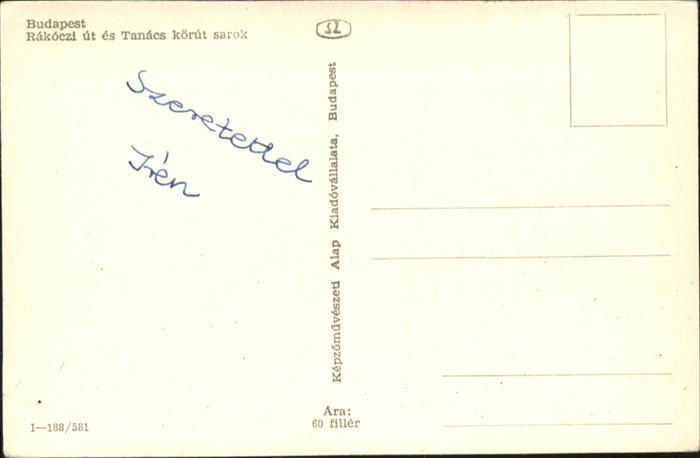 Budapest
Rákóczi út és Tanács körút sarok
Szeretettel
Irén
Képzőművészeti Alap Kiadóvállalata, Budapest
I—188/581
Ára:
60 fillér